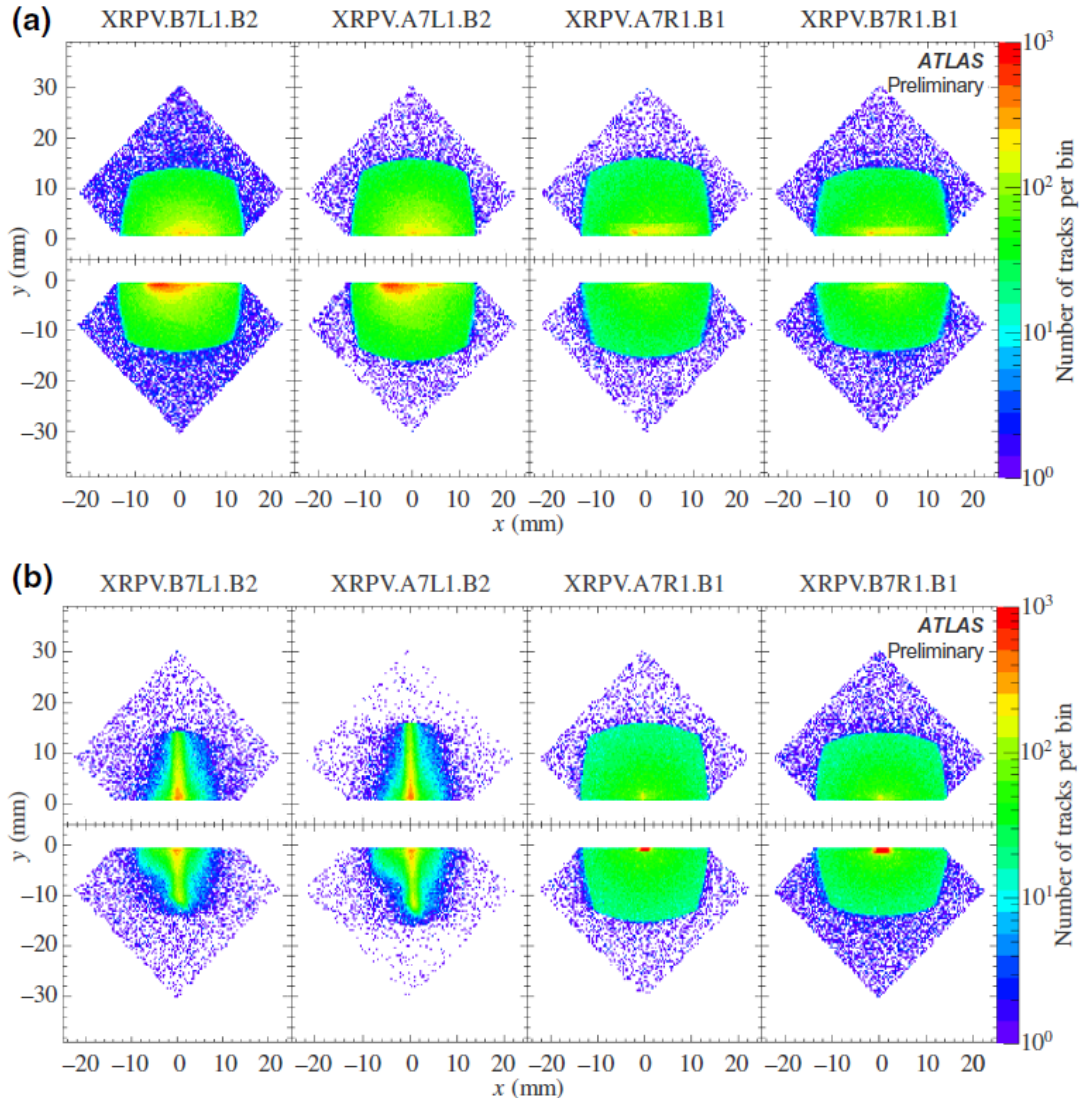 (a)
XRPV.B7L1.B2 XRPV.A7L1.B2 XRPV.A7R1.B1 XRPV.B7R1.B1
ATLAS
Preliminary
30
20
10
0
0
−10
−20
−30
y (mm)
−20 −10 0 10 20 −20 −10 0 10 20 −20 −10 0 10 20 −20 −10 0 10 20
x (mm)
10³
10²
10¹
10⁰
Number of tracks per bin
(b)
XRPV.B7L1.B2 XRPV.A7L1.B2 XRPV.A7R1.B1 XRPV.B7R1.B1
ATLAS
Preliminary
30
20
10
0
0
−10
−20
−30
y (mm)
−20 −10 0 10 20 −20 −10 0 10 20 −20 −10 0 10 20 −20 −10 0 10 20
x (mm)
10³
10²
10¹
10⁰
Number of tracks per bin